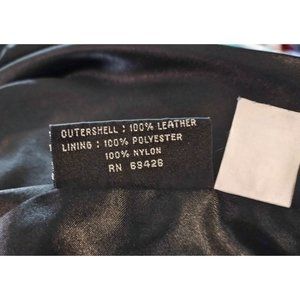 OUTERSHELL : 100% LEATHER
LINING : 100% POLYESTER
100% NYLON
RN 69426